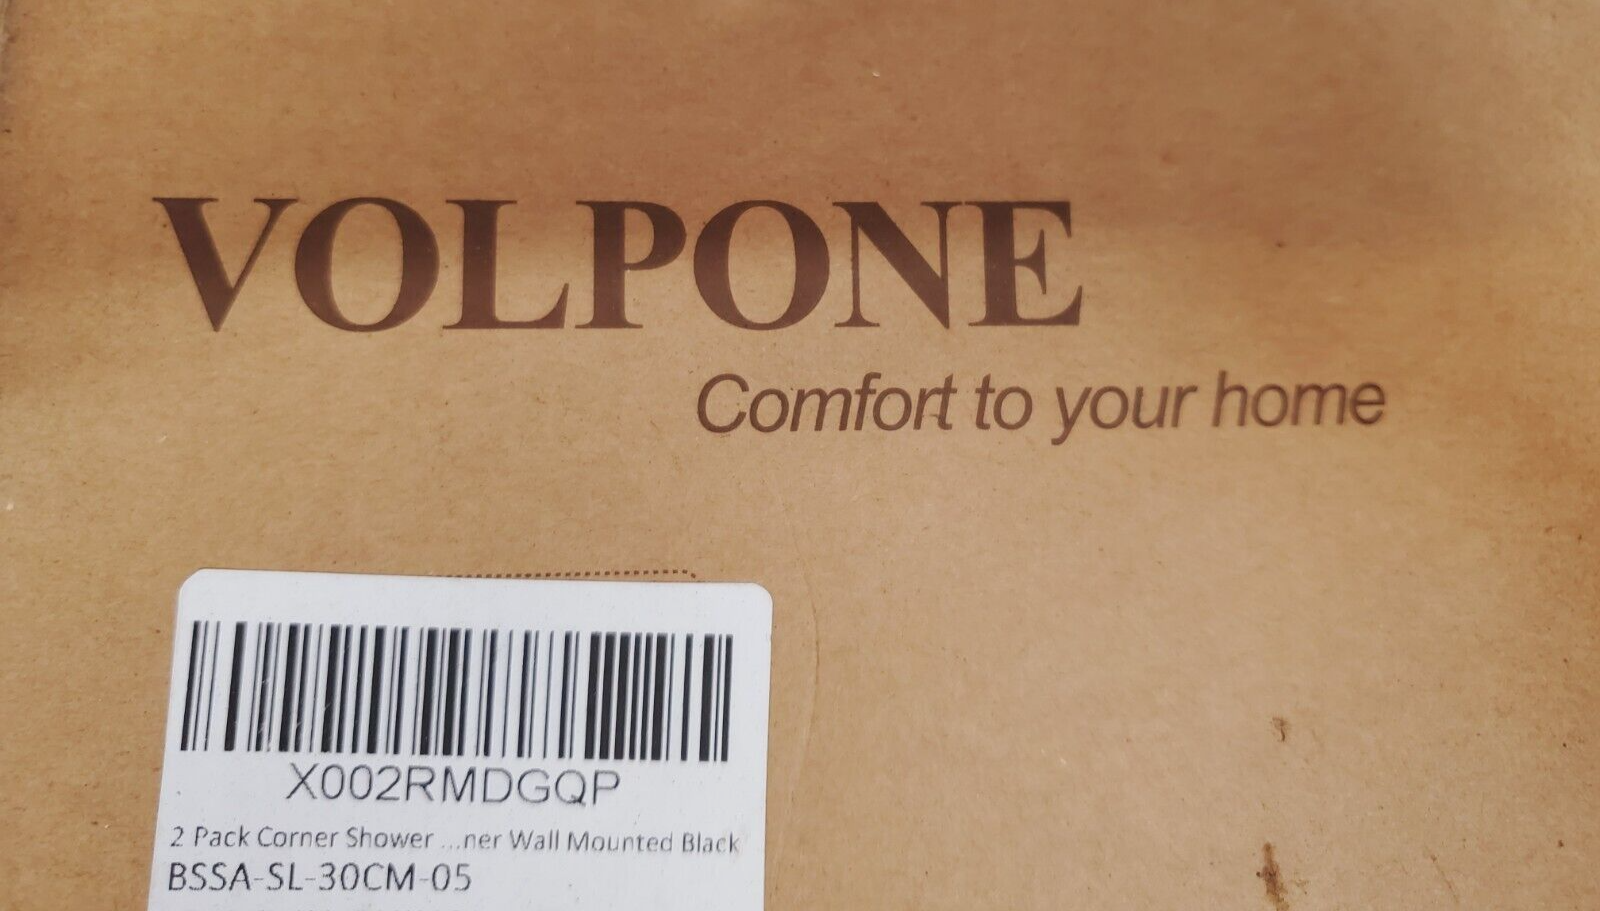 VOLPONE
Comfort to your home
X002RMDGQP
2 Pack Corner Shower ...ner Wall Mounted Black
BSSA-SL-30CM-05